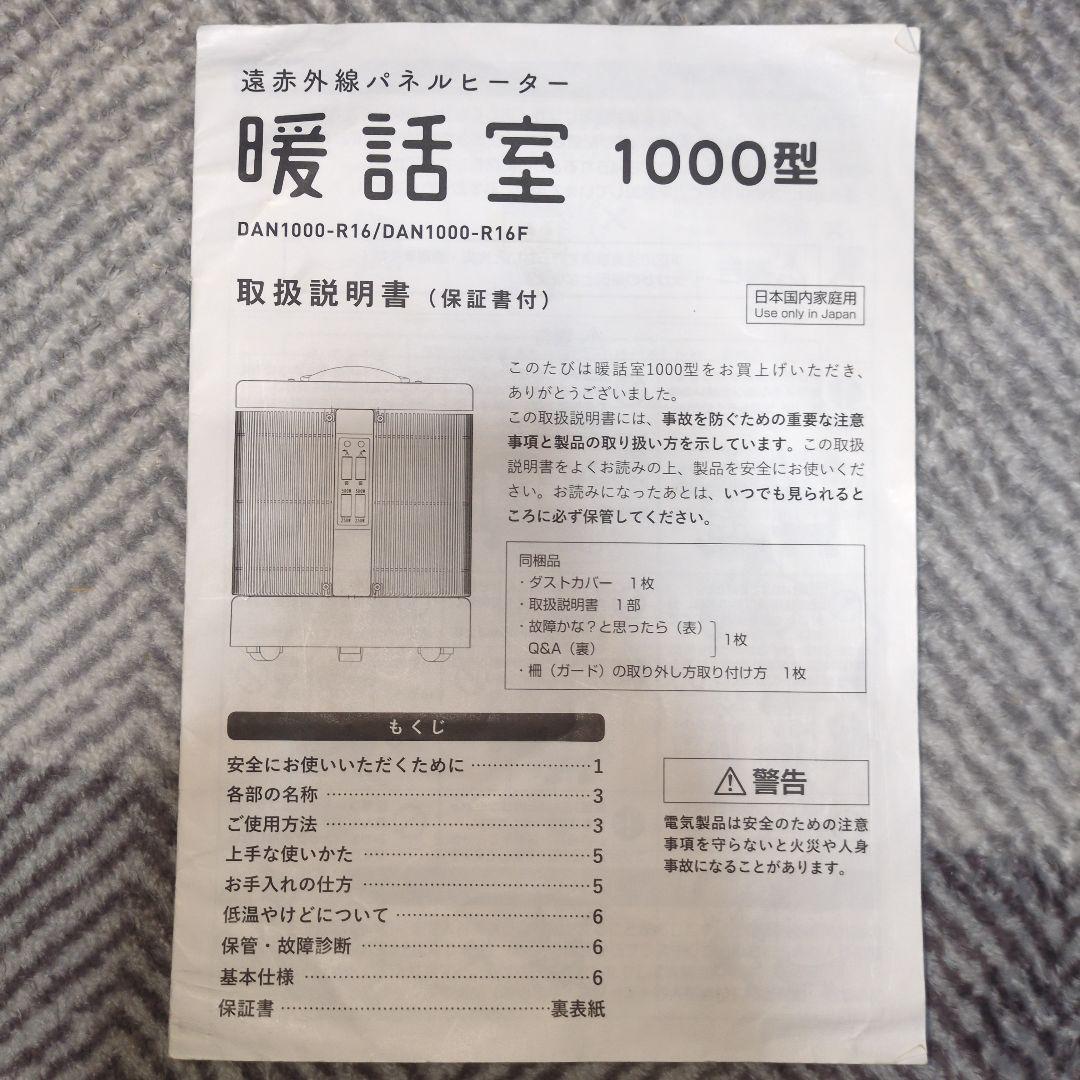 遠赤外線パネルヒーター
暖話室 1000型
DAN1000-R16/DAN1000-R16F
取扱説明書（保証書付）
日本国内家庭用
Use only in Japan
このたびは暖話室1000型をお買上げいただき、
ありがとうございました。
この取扱説明書には、事故を防ぐための重要な注意
事項と製品の取り扱い方を示しています。この取扱
説明書をよくお読みの上、製品を安全にお使いくだ
さい。お読みになったあとは、いつでも見られると
ころに必ず保管してください。
500W 500W
250W 250W
同梱品
・ダストカバー　1枚
・取扱説明書　1部
・故障かな？と思ったら（表）
Q&A（裏）
1枚
・柵（ガード）の取り外し方取り付け方　1枚
もくじ
安全にお使いいただくために …………… 1
各部の名称 …………… 3
ご使用方法 …………… 3
上手な使いかた …………… 5
お手入れの仕方 …………… 5
低温やけどについて …………… 6
保管・故障診断 …………… 6
基本仕様 …………… 6
保証書 …………… 裏表紙
警告
電気製品は安全のための注意
事項を守らないと火災や人身
事故になることがあります。